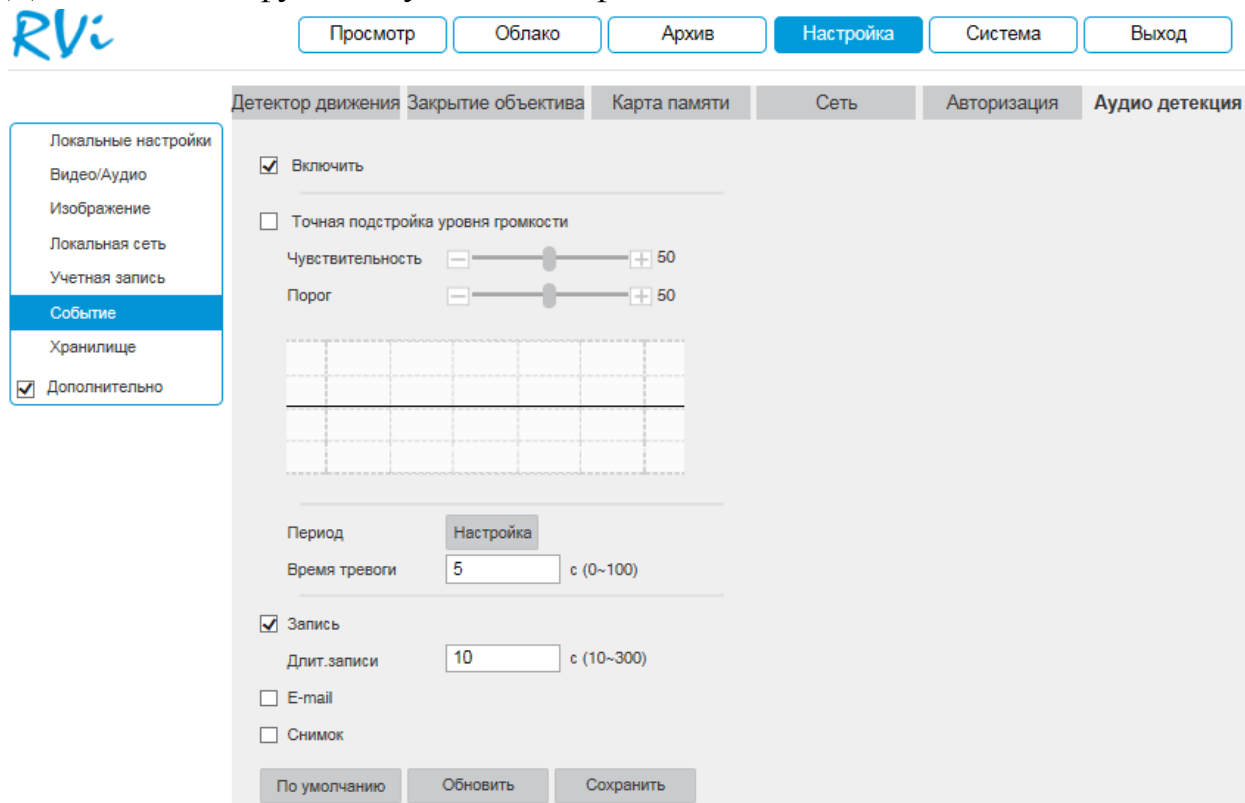 RVi
Просмотр Облако Архив Настройка Система Выход
Детектор движения Закрытие объектива Карта памяти Сеть Авторизация Аудио детекция
Локальные настройки
Видео/Аудио
Изображение
Локальная сеть
Учетная запись
Событие
Хранилище
Дополнительно
Включить
Точная подстройка уровня громкости
Чувствительность 50
Порог 50
Период Настройка
Время тревоги 5 с (0~100)
Запись
Длит.записи 10 с (10~300)
E-mail
Снимок
По умолчанию Обновить Сохранить